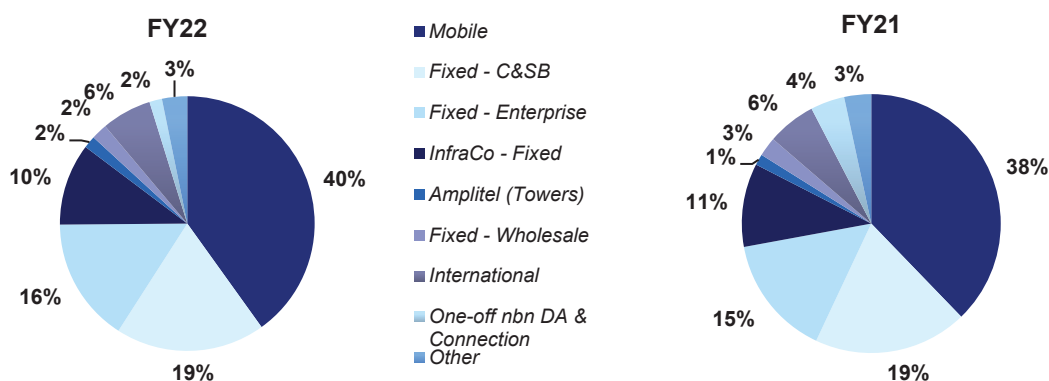 FY22
3%
2%
6%
2%
2%
10%
16%
19%
40%
Mobile
Fixed - C&SB
Fixed - Enterprise
InfraCo - Fixed
Amplitel (Towers)
Fixed - Wholesale
International
One-off nbn DA &
Connection
Other
FY21
3%
4%
6%
3%
1%
11%
15%
19%
38%